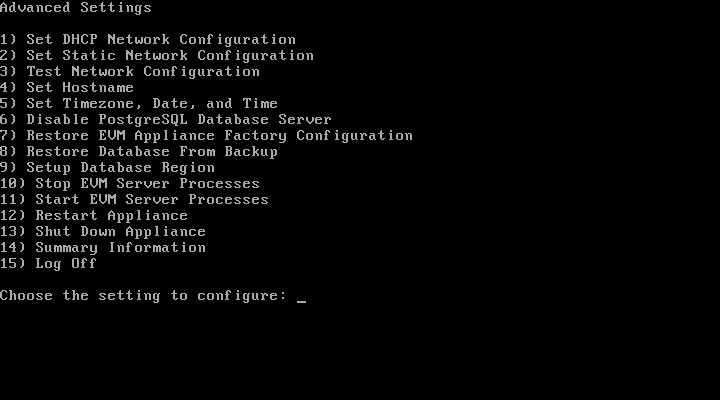 Advanced Settings
1) Set DHCP Network Configuration
2) Set Static Network Configuration
3) Test Network Configuration
4) Set Hostname
5) Set Timezone, Date, and Time
6) Disable PostgreSQL Database Server
7) Restore EVM Appliance Factory Configuration
8) Restore Database From Backup
9) Setup Database Region
10) Stop EVM Server Processes
11) Start EVM Server Processes
12) Restart Appliance
13) Shut Down Appliance
14) Summary Information
15) Log Off
Choose the setting to configure: _